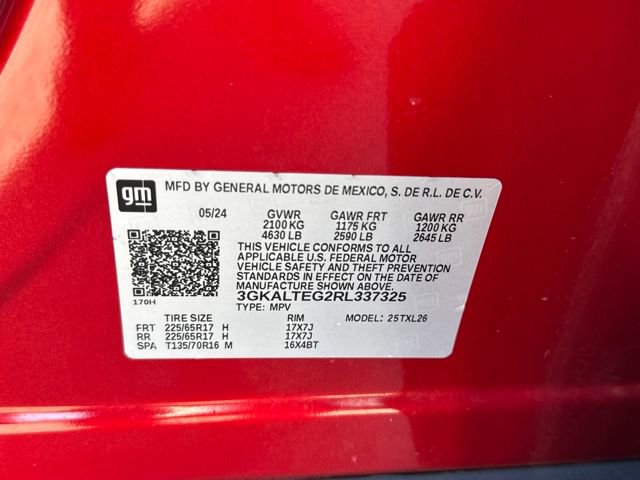 gm
MFD BY GENERAL MOTORS DE MEXICO, S. DE R.L. DE C.V.
05/24 GVWR GAWR FRT GAWR RR
2100 KG 1175 KG 1200 KG
4630 LB 2590 LB 2645 LB
THIS VEHICLE CONFORMS TO ALL
APPLICABLE U.S. FEDERAL MOTOR
VEHICLE SAFETY AND THEFT PREVENTION
STANDARDS IN EFFECT ON THE DATE OF
MANUFACTURE SHOWN ABOVE.
170H 3GKALTEG2RL337325
TYPE: MPV
TIRE SIZE RIM MODEL: 25TXL26
FRT 225/65R17 H 17X7J
RR 225/65R17 H 17X7J
SPA T135/70R16 M 16X4BT